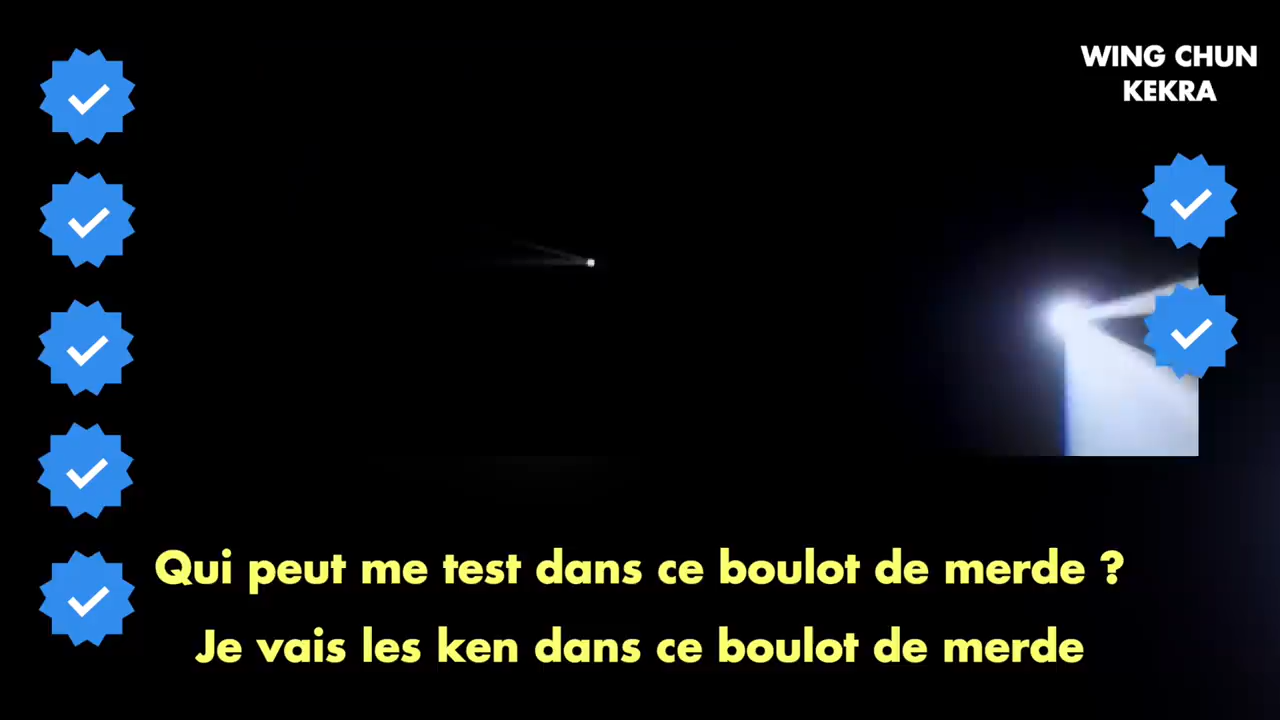 WING CHUN
KEKRA
Qui peut me test dans ce boulot de merde ?
Je vais les ken dans ce boulot de merde